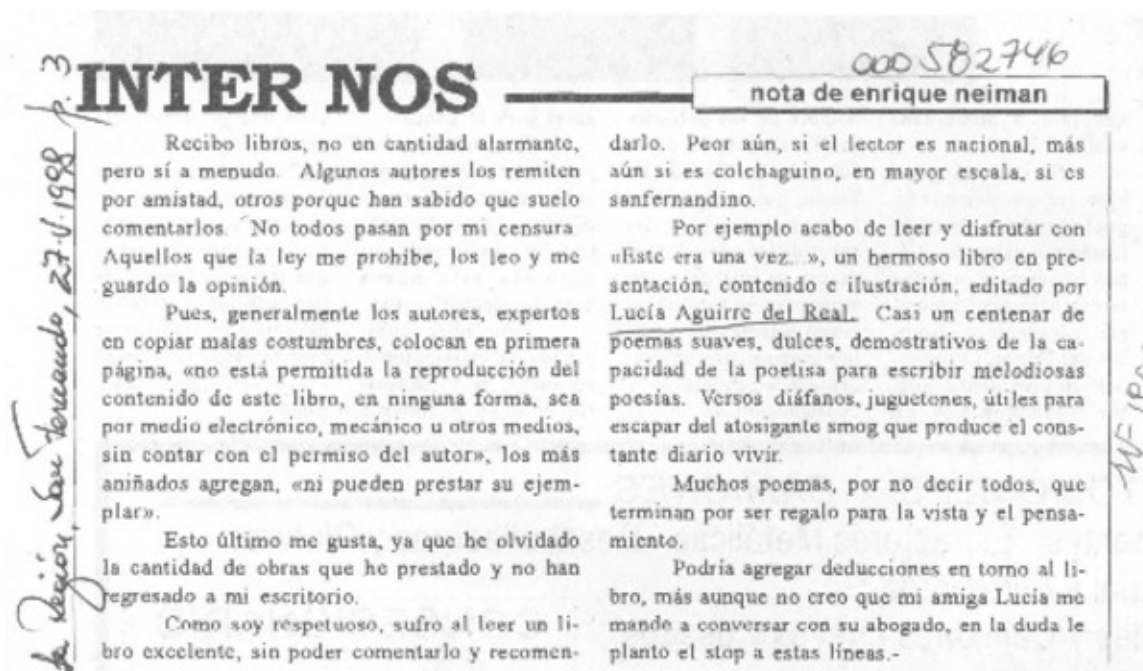 000582746
INTER NOS
nota de enrique neiman
La Región, San Fernando, 27-V-1998 p. 3
Recibo libros, no en cantidad alarmante,
pero sí a menudo. Algunos autores los remiten
por amistad, otros porque han sabido que suelo
comentarlos. No todos pasan por mi censura
Aquellos que la ley me prohibe, los leo y me
guardo la opinión.
Pues, generalmente los autores, expertos
en copiar malas costumbres, colocan en primera
página, «no está permitida la reproducción del
contenido de este libro, en ninguna forma, sea
por medio electrónico, mecánico u otros medios,
sin contar con el permiso del autor», los más
aniñados agregan, «ni pueden prestar su ejem-
plar».
Esto último me gusta, ya que he olvidado
la cantidad de obras que he prestado y no han
regresado a mi escritorio.
Como soy respetuoso, sufro al leer un li-
bro excelente, sin poder comentarlo y recomen-
darlo. Peor aún, si el lector es nacional, más
aún si es colchaguino, en mayor escala, si es
sanfernandino.
Por ejemplo acabo de leer y disfrutar con
«Este era una vez...», un hermoso libro en pre-
sentación, contenido e ilustración, editado por
Lucía Aguirre del Real. Casi un centenar de
poemas suaves, dulces, demostrativos de la ca-
pacidad de la poetisa para escribir melodiosas
poesías. Versos diáfanos, juguetones, útiles para
escapar del atosigante smog que produce el cons-
tante diario vivir.
Muchos poemas, por no decir todos, que
terminan por ser regalo para la vista y el pensa-
miento.
Podría agregar deducciones en torno al li-
bro, más aunque no creo que mi amiga Lucía me
mande a conversar con su abogado, en la duda le
planto el stop a estas líneas.-